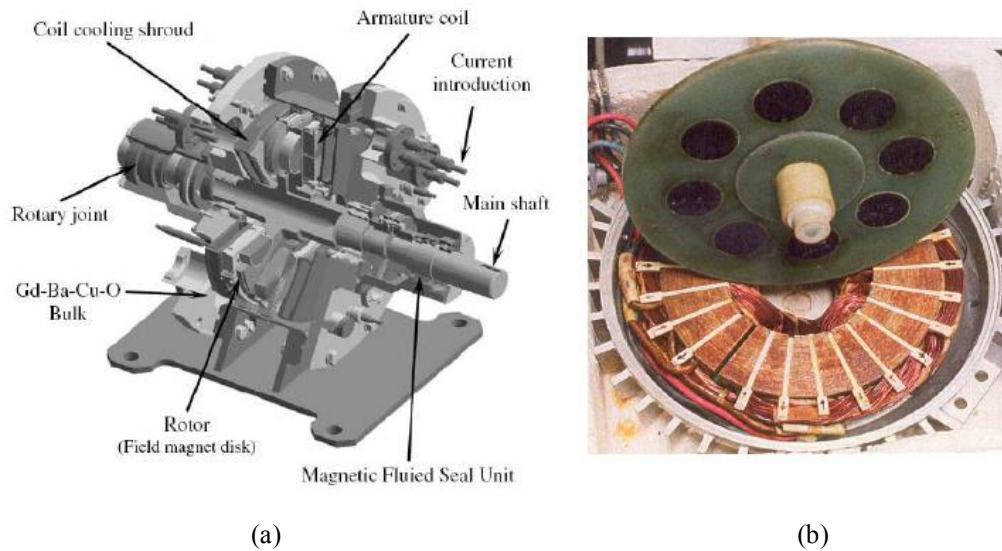 Armature coil
Coil cooling shroud
Current
introduction
Main shaft
Rotary joint
Gd-Ba-Cu-O
Bulk
Rotor
(Field magnet disk)
Magnetic Fluied Seal Unit
(a)
(b)